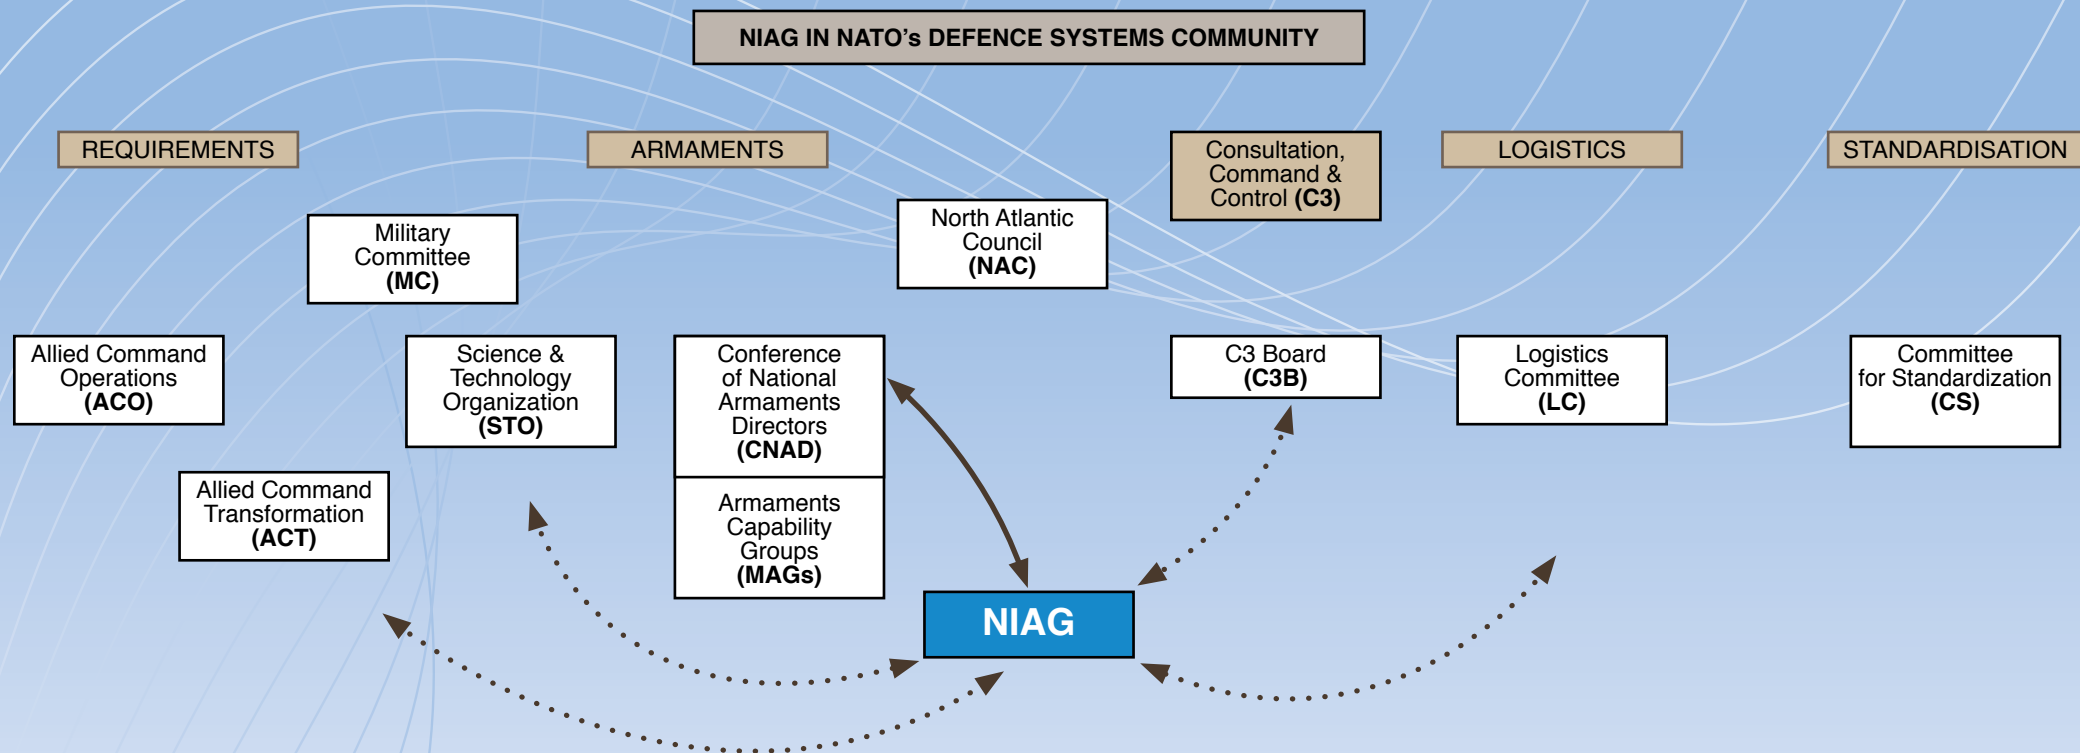 NIAG IN NATO's DEFENCE SYSTEMS COMMUNITY
REQUIREMENTS
ARMAMENTS
Consultation,
Command &
Control (C3)
LOGISTICS
STANDARDISATION
Military
Committee
(MC)
North Atlantic
Council
(NAC)
Allied Command
Operations
(ACO)
Science &
Technology
Organization
(STO)
Conference
of National
Armaments
Directors
(CNAD)
C3 Board
(C3B)
Logistics
Committee
(LC)
Committee
for Standardization
(CS)
Allied Command
Transformation
(ACT)
Armaments
Capability
Groups
(MAGs)
NIAG